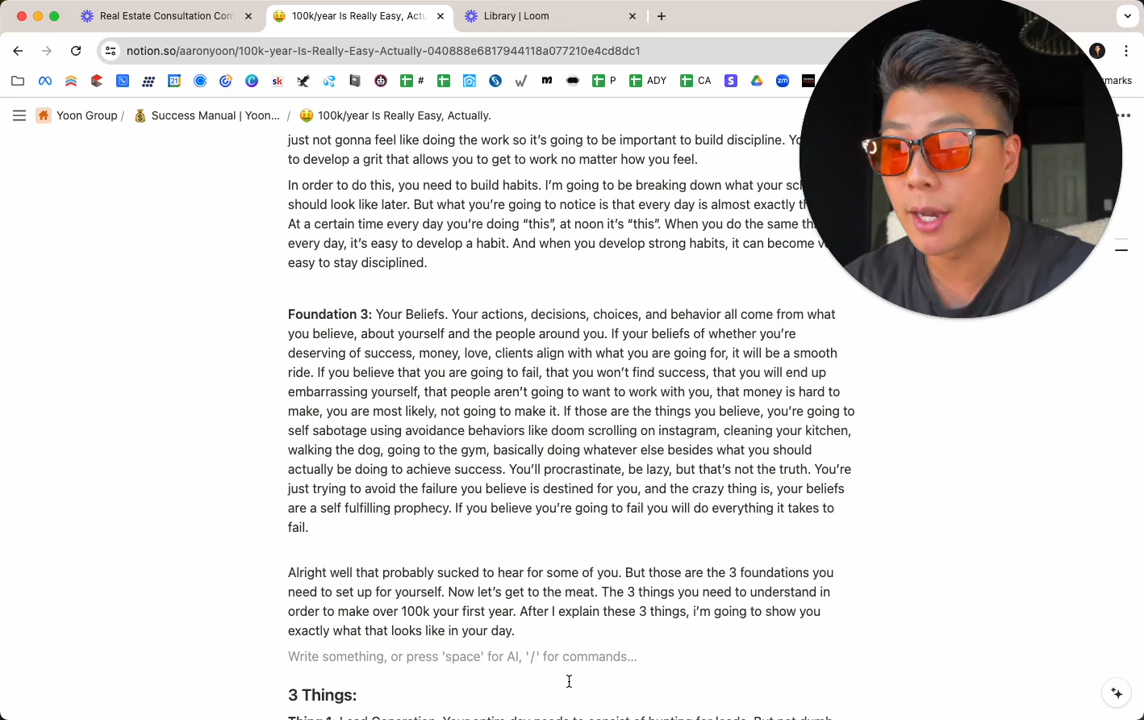 Real Estate Consultation Con
100k/year Is Really Easy, Actu
Library | Loom
notion.so/aaronyoon/100k-year-Is-Really-Easy-Actually-040888e6817944118a077210e4cd8dc1
sk
#
P
ADY
CA
S
zm
marks
Yoon Group /
Success Manual | Yoon... /
100k/year Is Really Easy, Actually.
just not gonna feel like doing the work so it's going to be important to build discipline.
to develop a grit that allows you to get to work no matter how you feel.
In order to do this, you need to build habits. I'm going to be breaking down what your
should look like later. But what you're going to notice is that every day is almost exactly
At a certain time every day you're doing "this", at noon it's "this". When you do the same
every day, it's easy to develop a habit. And when you develop strong habits, it can become
easy to stay disciplined.
Foundation 3: Your Beliefs. Your actions, decisions, choices, and behavior all come from what
you believe, about yourself and the people around you. If your beliefs of whether you're
deserving of success, money, love, clients align with what you are going for, it will be a smooth
ride. If you believe that you are going to fail, that you won't find success, that you will end up
embarrassing yourself, that people aren't going to want to work with you, that money is hard to
make, you are most likely, not going to make it. If those are the things you believe, you're going to
self sabotage using avoidance behaviors like doom scrolling on instagram, cleaning your kitchen,
walking the dog, going to the gym, basically doing whatever else besides what you should
actually be doing to achieve success. You'll procrastinate, be lazy, but that's not the truth. You're
just trying to avoid the failure you believe is destined for you, and the crazy thing is, your beliefs
are a self fulfilling prophecy. If you believe you're going to fail you will do everything it takes to
fail.
Alright well that probably sucked to hear for some of you. But those are the 3 foundations you
need to set up for yourself. Now let's get to the meat. The 3 things you need to understand in
order to make over 100k your first year. After I explain these 3 things, i'm going to show you
exactly what that looks like in your day.
Write something, or press 'space' for AI, '/' for commands...
3 Things:
Thing 1: Lead Generation. Your entire day needs to consist of hunting for leads. But not dumb